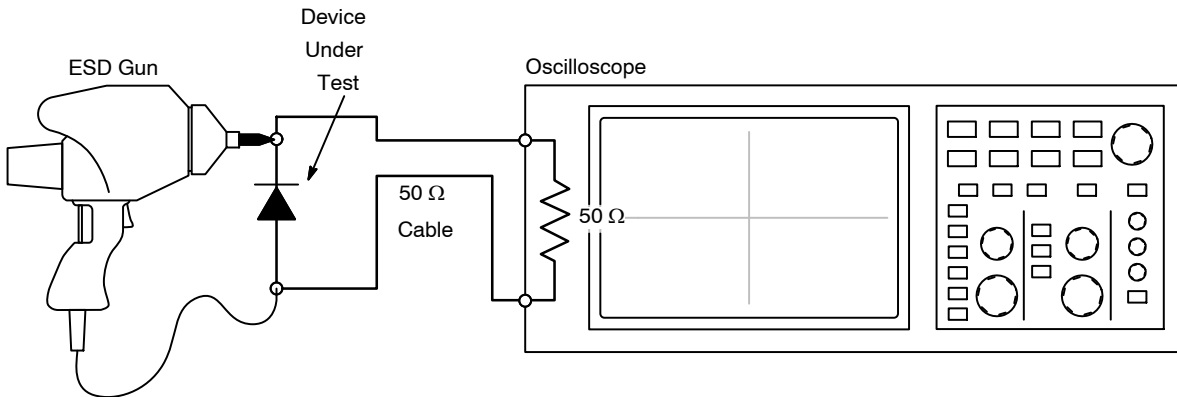 Device
Under
Test
ESD Gun
Oscilloscope
50 Ω
Cable
50 Ω